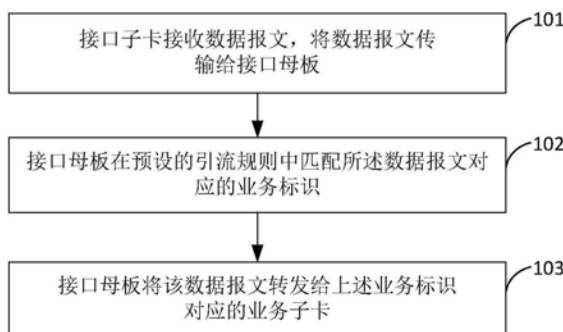 101
接口子卡接收数据报文，将数据报文传
输给接口母板
102
接口母板在预设的引流规则中匹配所述数据报文对
应的业务标识
103
接口母板将该数据报文转发给上述业务标识
对应的业务子卡